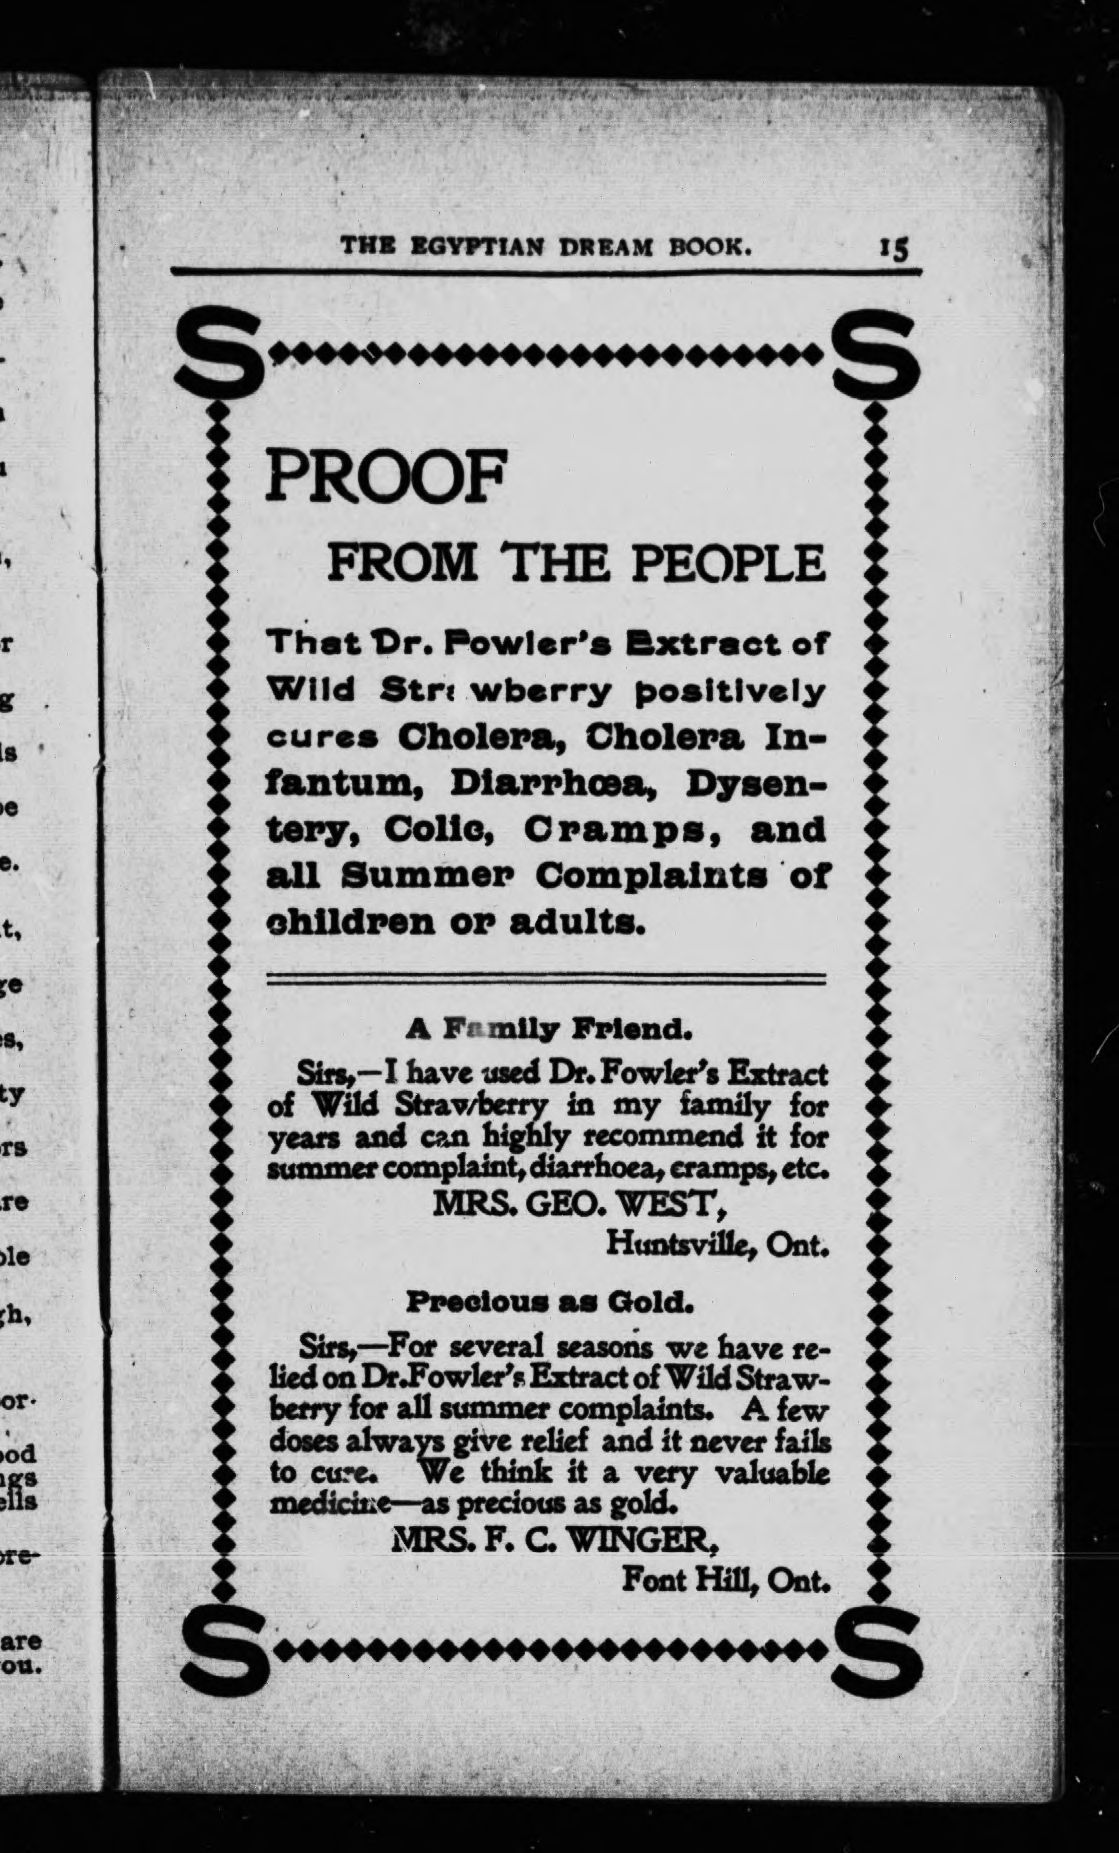 THE EGYPTIAN DREAM BOOK. 15
S S
PROOF
FROM THE PEOPLE
That Dr. Fowler's Extract of
Wild Strawberry positively
cures Cholera, Cholera In-
fantum, Diarrhœa, Dysen-
tery, Colic, Cramps, and
all Summer Complaints of
children or adults.
A Family Friend.
Sirs,—I have used Dr. Fowler's Extract
of Wild Strawberry in my family for
years and can highly recommend it for
summer complaint, diarrhoea, cramps, etc.
MRS. GEO. WEST,
Huntsville, Ont.
Precious as Gold.
Sirs,—For several seasons we have re-
lied on Dr. Fowler's Extract of Wild Straw-
berry for all summer complaints. A few
doses always give relief and it never fails
to cure. We think it a very valuable
medicine—as precious as gold.
MRS. F. C. WINGER,
Font Hill, Ont.
S S